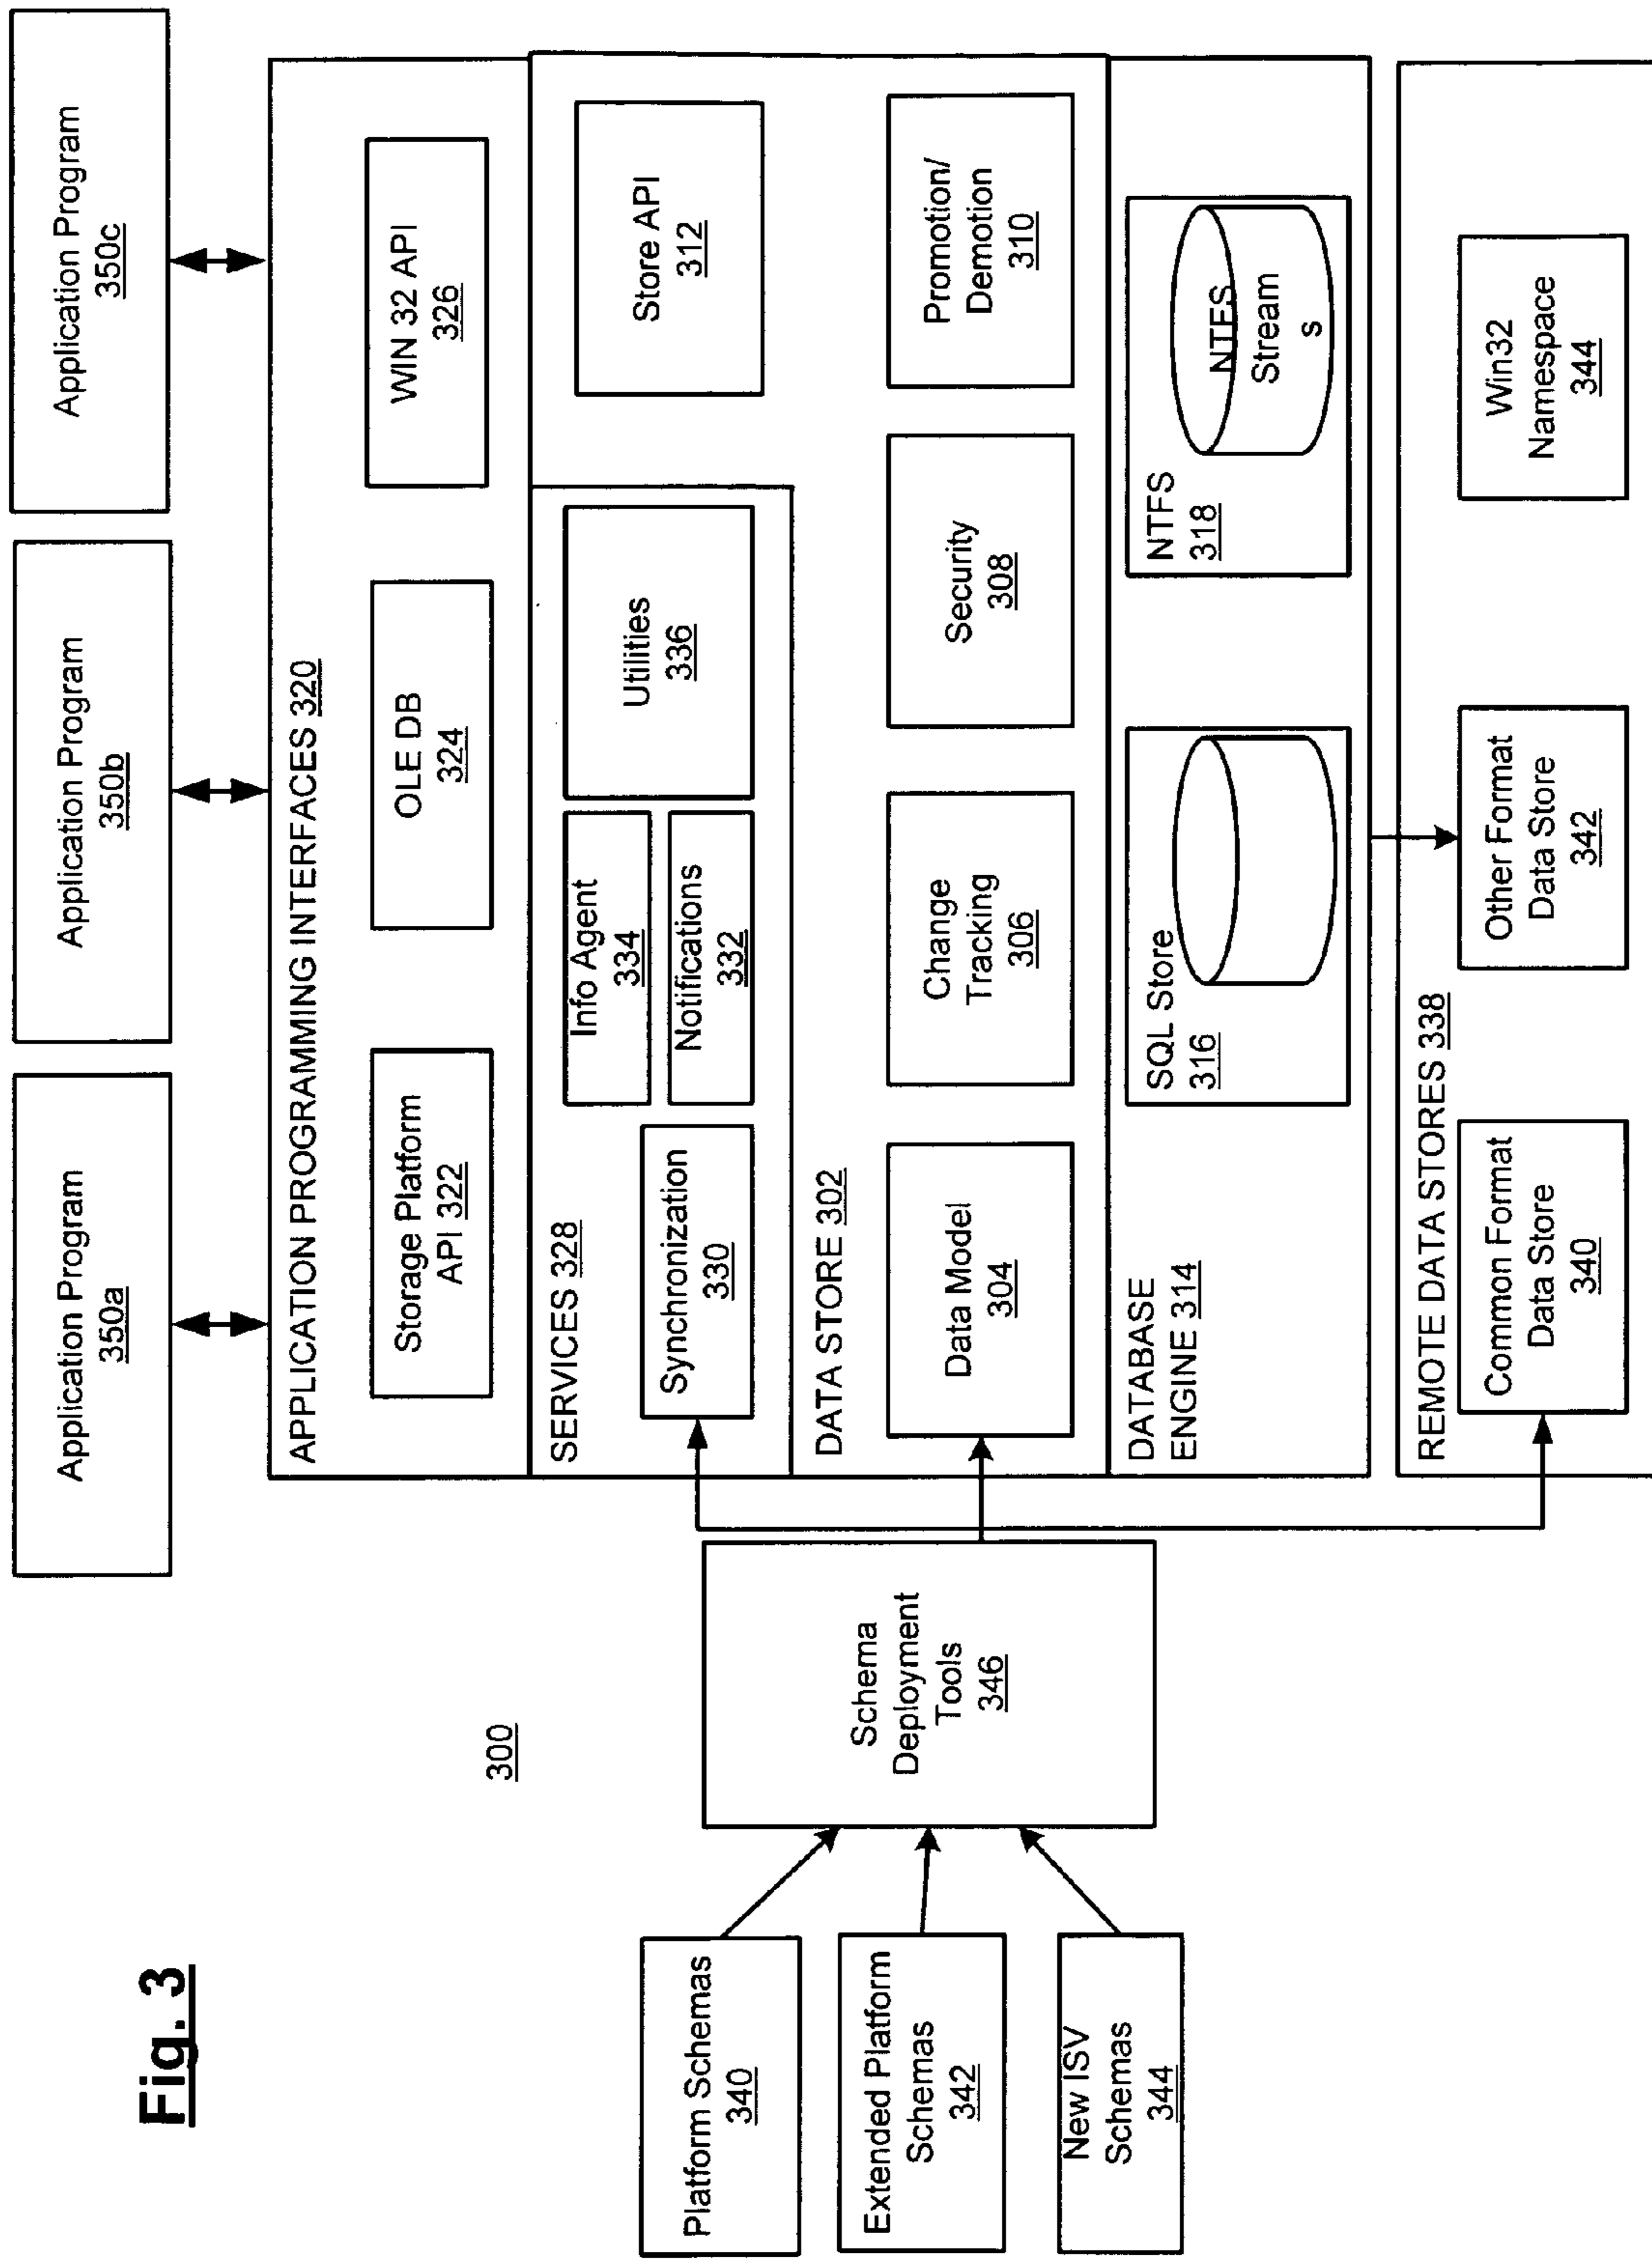 Fig. 3
300
Application Program
350a
Application Program
350b
Application Program
350c
APPLICATION PROGRAMMING INTERFACES 320
Storage Platform
API 322
OLE DB
324
WIN 32 API
326
SERVICES 328
Synchronization
330
Info Agent
334
Notifications
332
Utilities
336
Store API
312
DATA STORE 302
Data Model
304
Change
Tracking
306
Security
308
Promotion/
Demotion
310
DATABASE
ENGINE 314
SQL Store
316
NTFS
318
NTFS
Stream
s
REMOTE DATA STORES 338
Common Format
Data Store
340
Other Format
Data Store
342
Win32
Namespace
344
Schema
Deployment
Tools
346
Platform Schemas
340
Extended Platform
Schemas
342
New ISV
Schemas
344